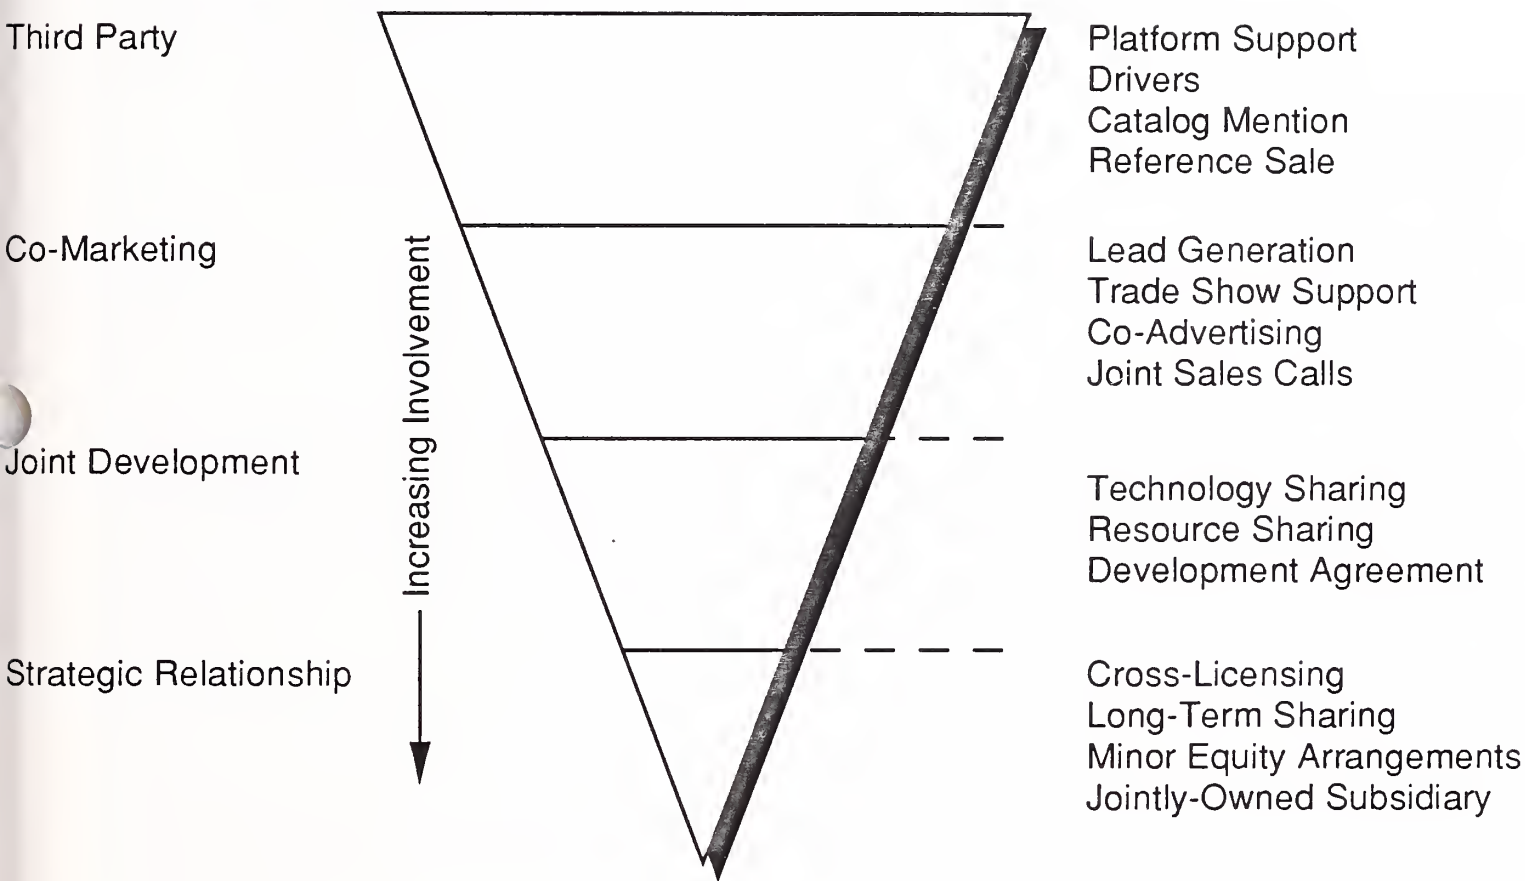 Third Party
Platform Support
Drivers
Catalog Mention
Reference Sale
Co-Marketing
Lead Generation
Trade Show Support
Co-Advertising
Joint Sales Calls
Increasing Involvement
Joint Development
Technology Sharing
Resource Sharing
Development Agreement
Strategic Relationship
Cross-Licensing
Long-Term Sharing
Minor Equity Arrangements
Jointly-Owned Subsidiary